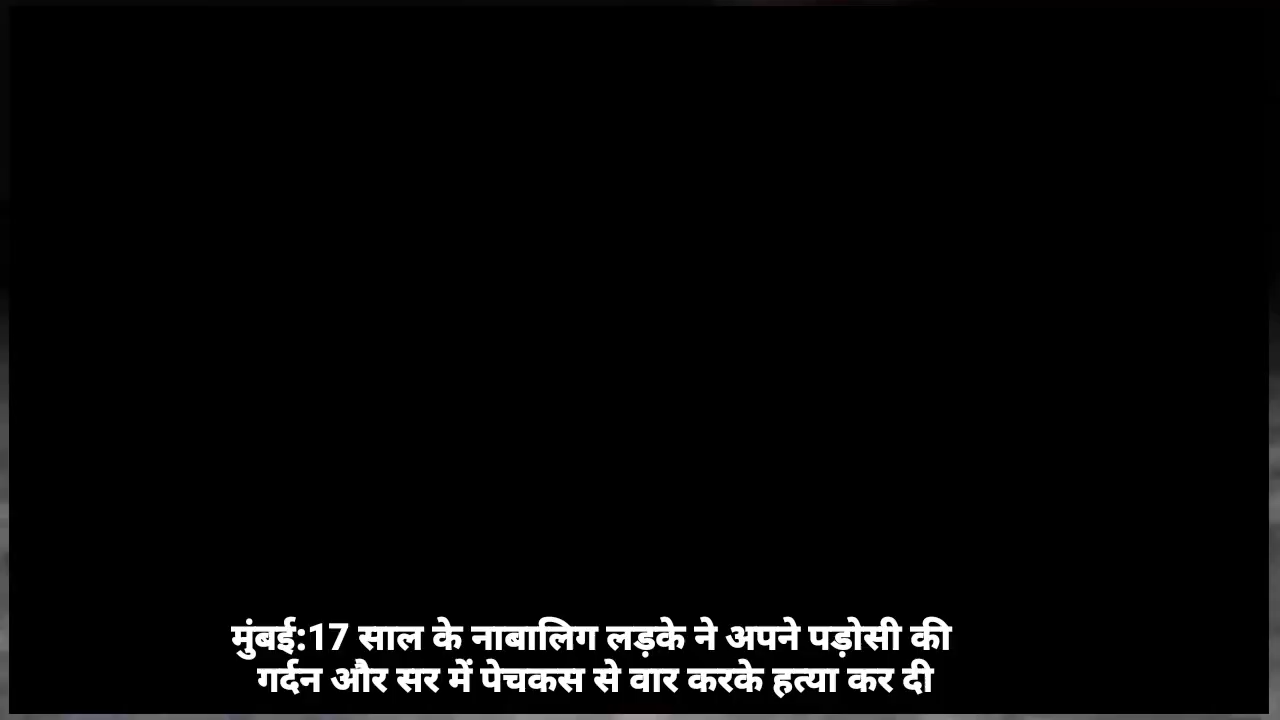 मुंबई:17 साल के नाबालिग लड़के ने अपने पड़ोसी की
गर्दन और सर में पेचकस से वार करके हत्या कर दी